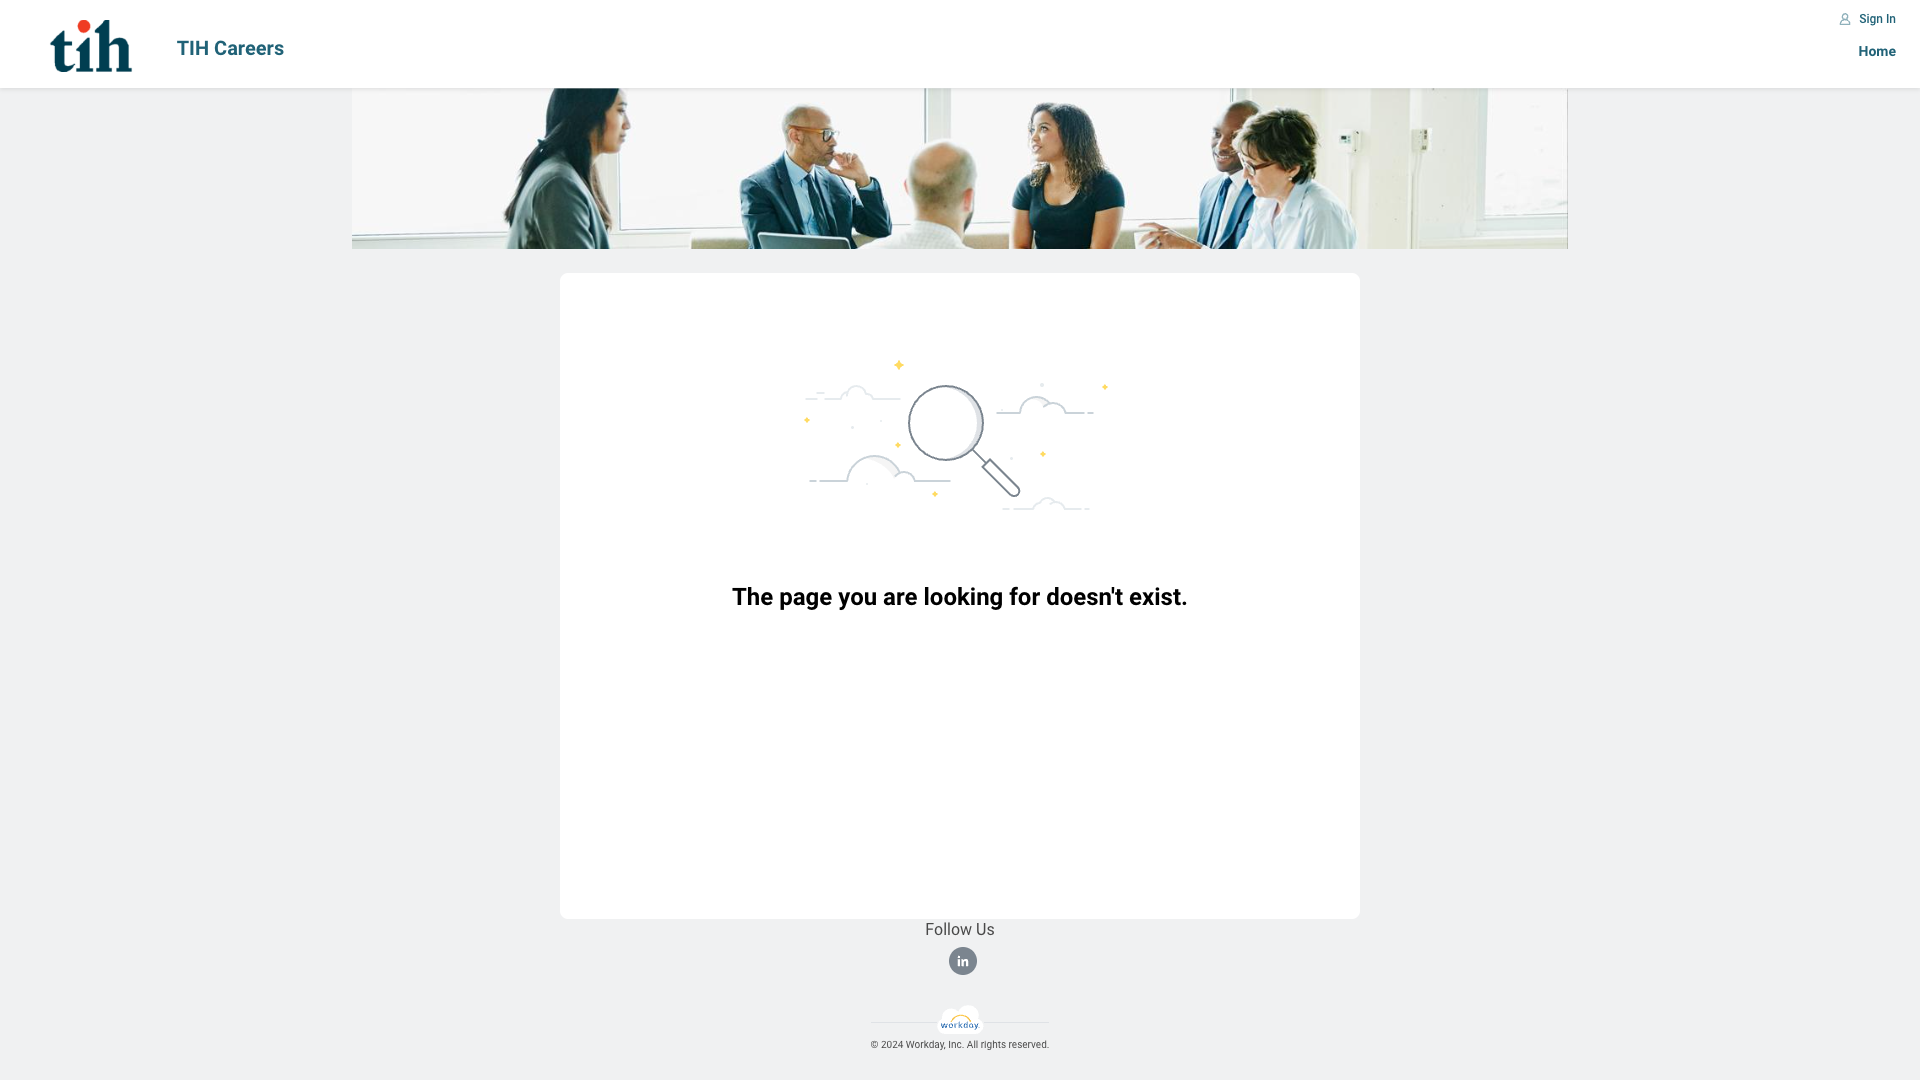 tih
TIH Careers
Sign In
Home
The page you are looking for doesn't exist.
Follow Us
in
workday.
© 2024 Workday, Inc. All rights reserved.